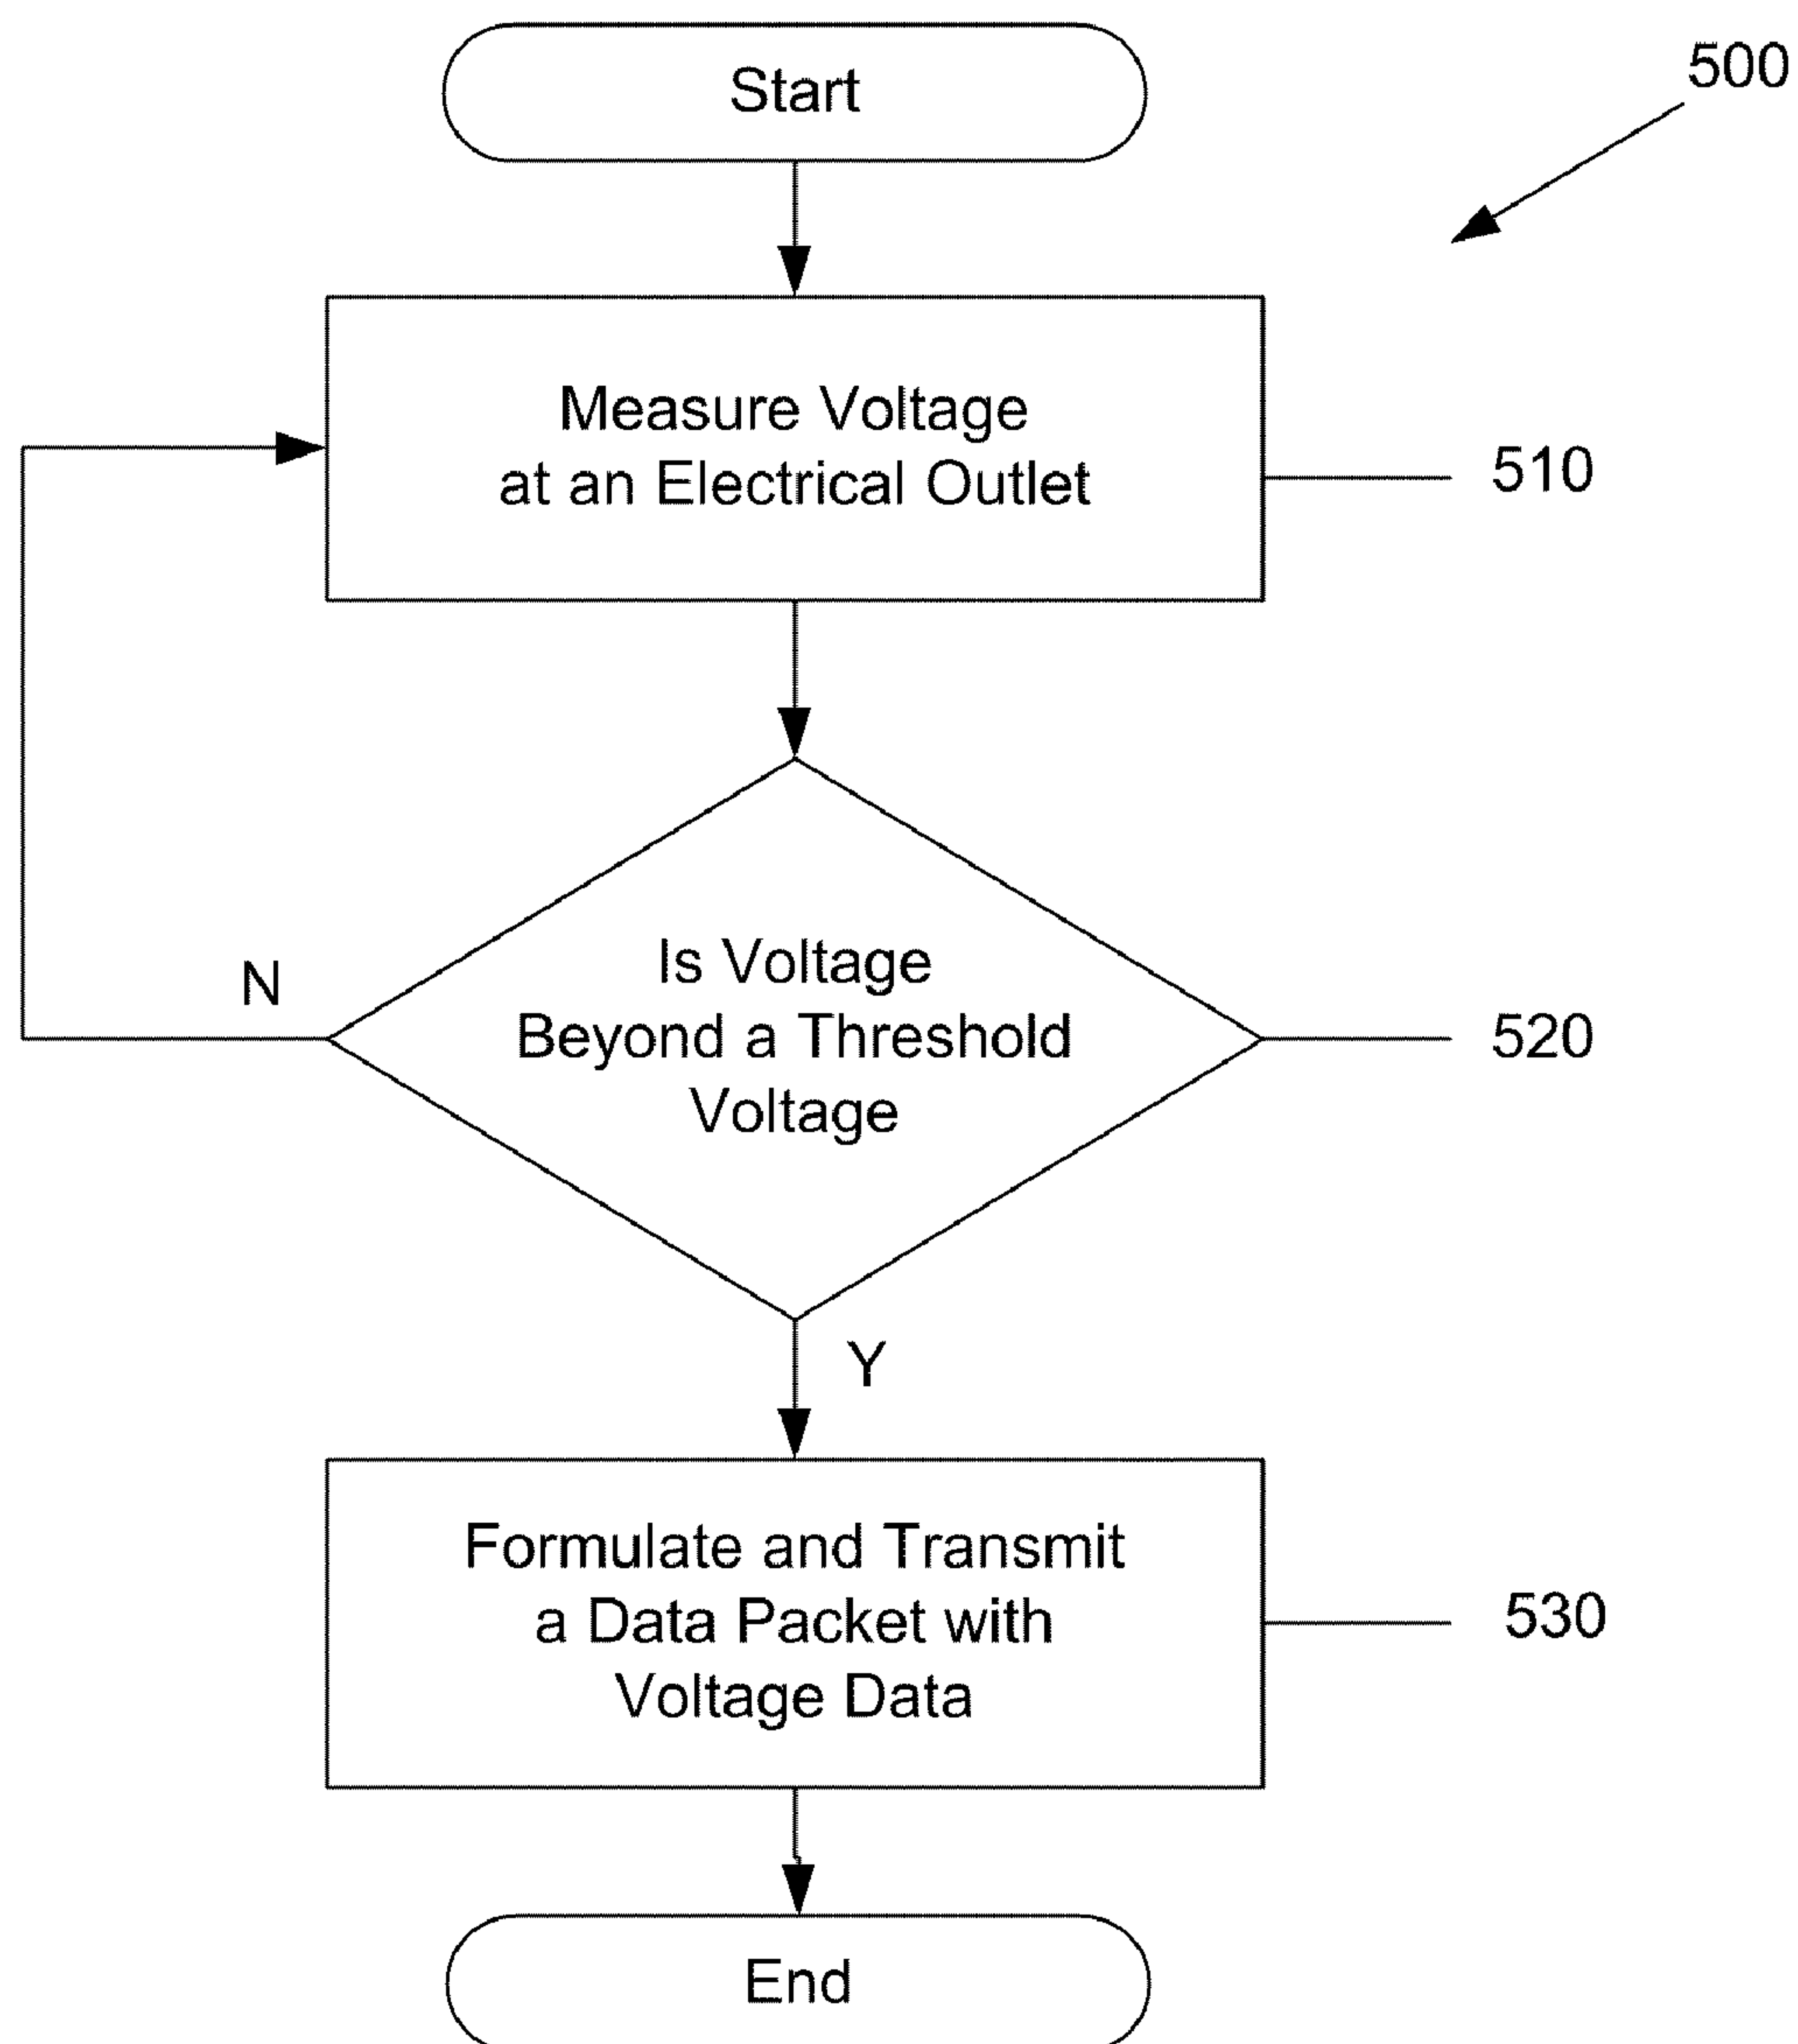 Start
500
Measure Voltage
at an Electrical Outlet
510
Is Voltage
Beyond a Threshold
Voltage
N
520
Y
Formulate and Transmit
a Data Packet with
Voltage Data
530
End